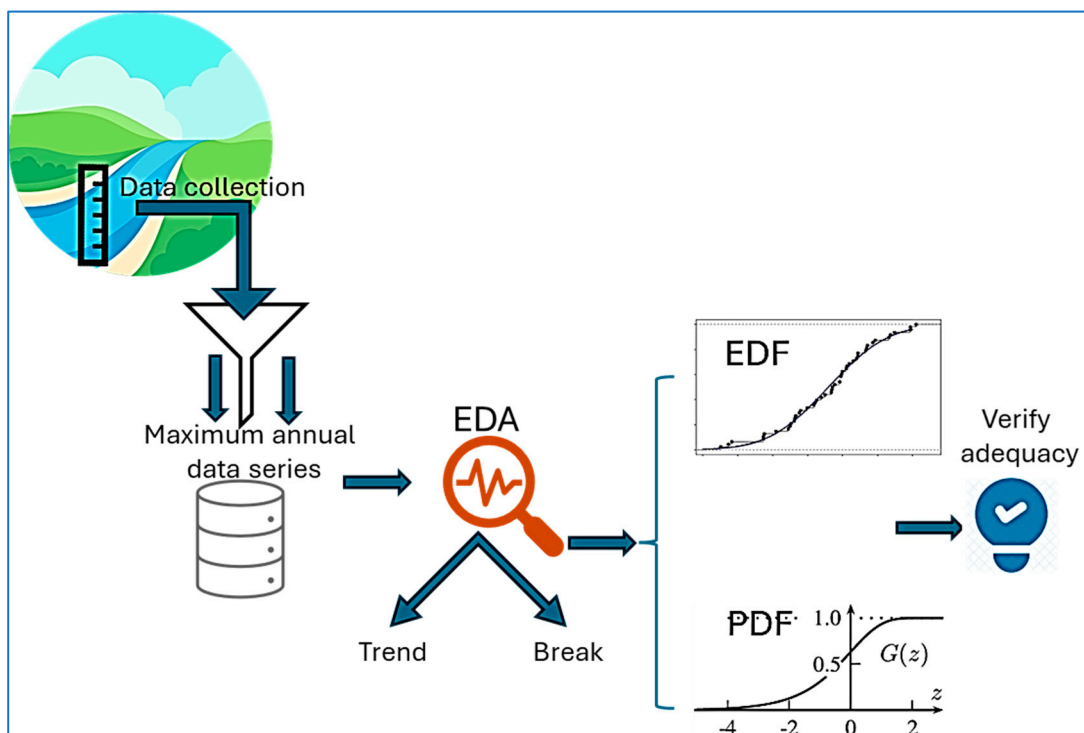 Data collection
Maximum annual
data series
EDA
Trend
Break
EDF
PDF
1.0
0.5
G(z)
z
-4
-2
0
2
Verify
adequacy